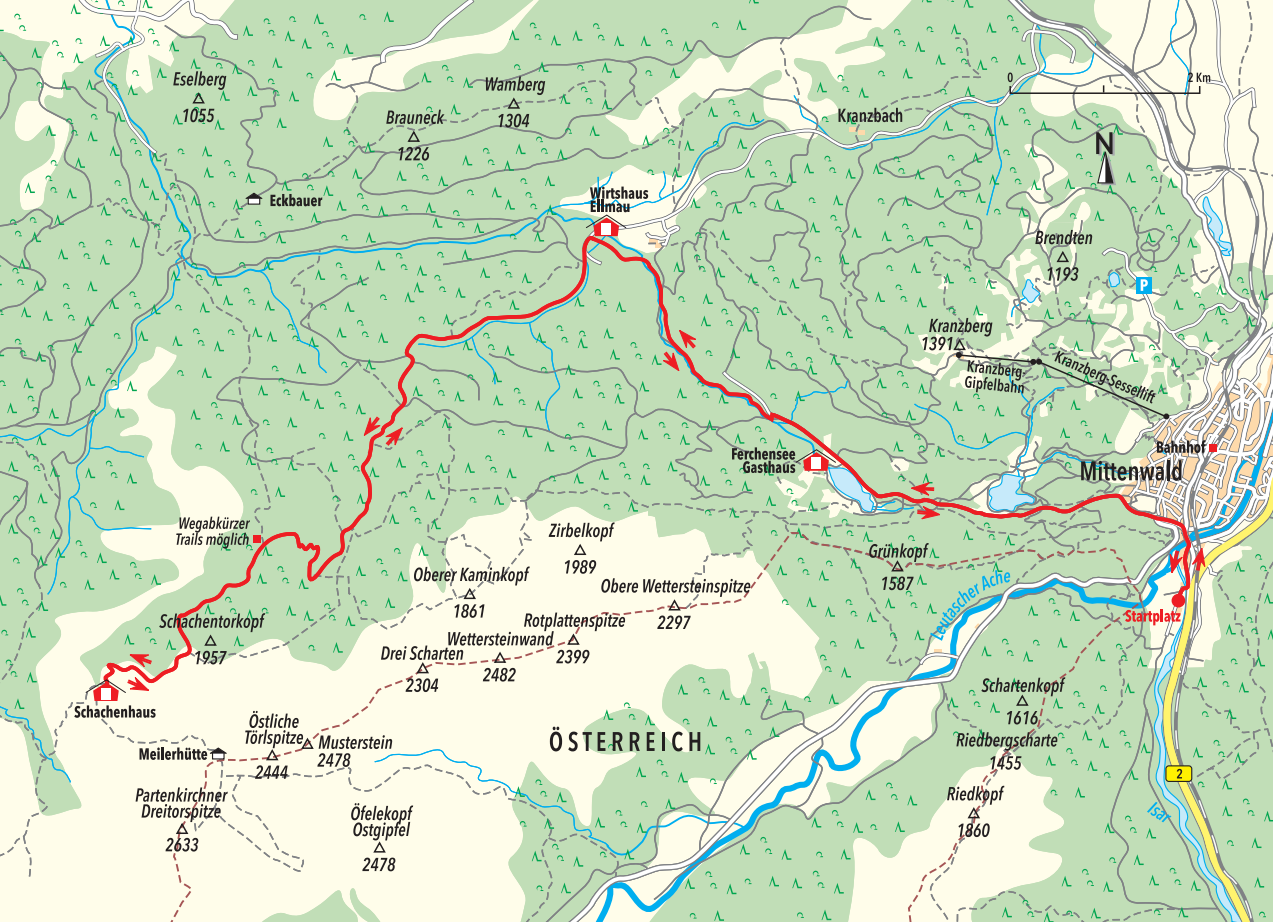 0
2 Km
Eselberg
1055
Wamberg
1304
Brauneck
1226
Kranzbach
N
Eckbauer
Wirtshaus
Ellmau
Brendten
1193
P
Kranzberg
1391
Kranzberg-
Gipfelbahn
Kranzberg-Sessellift
Bahnhof
Mittenwald
Ferchensee
Gasthaus
Wegabkürzer
Trails möglich
Zirbelkopf
1989
Grünkopf
1587
Oberer Kaminkopf
1861
Obere Wettersteinspitze
2297
Leutascher Ache
Startplatz
Schachentorkopf
1957
Rotplattenspitze
2399
Wettersteinwand
2482
Drei Scharten
2304
Schachenhaus
Schartenkopf
1616
Östliche
Törlspitze
2444
Musterstein
2478
Meilerhütte
ÖSTERREICH
Riedbergscharte
1455
2
Partenkirchner
Dreitorspitze
2633
Öfelekopf
Ostgipfel
2478
Riedkopf
1860
Isar